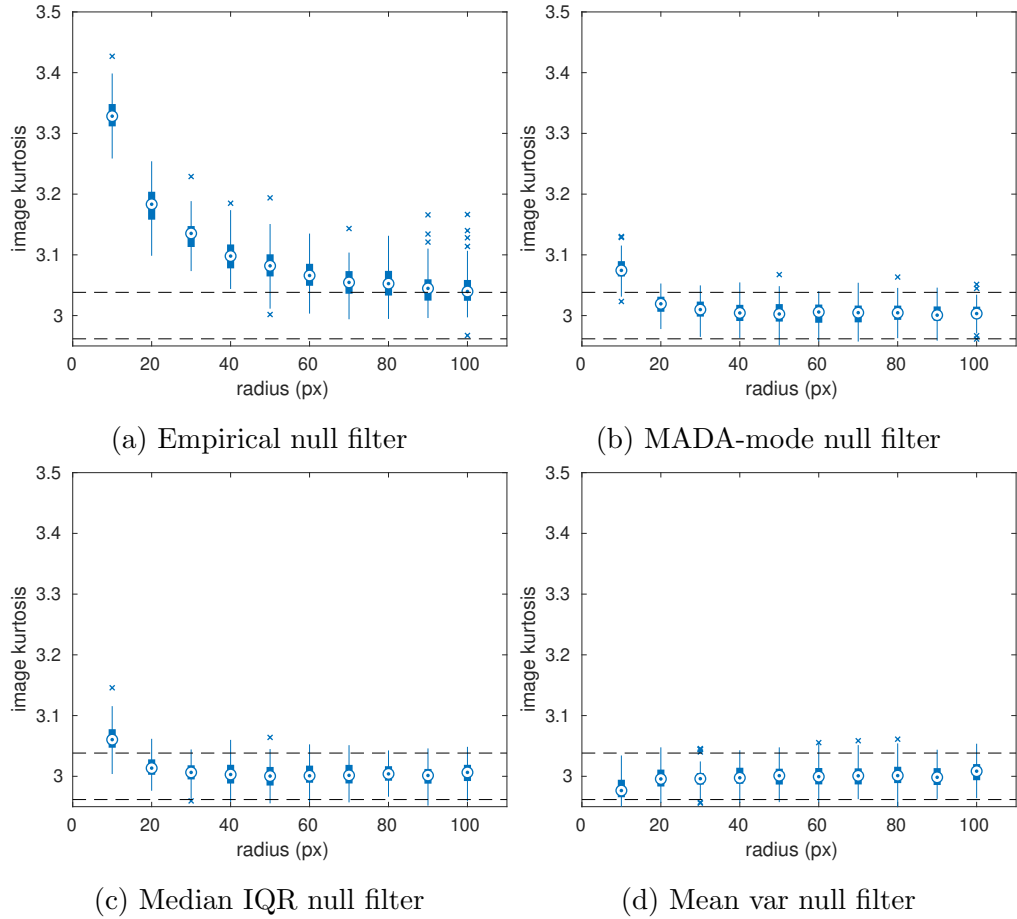 3.5
3.4
3.3
3.2
3.1
3
image kurtosis
0 20 40 60 80 100
radius (px)
(a) Empirical null filter
3.5
3.4
3.3
3.2
3.1
3
image kurtosis
0 20 40 60 80 100
radius (px)
(b) MADA-mode null filter
3.5
3.4
3.3
3.2
3.1
3
image kurtosis
0 20 40 60 80 100
radius (px)
(c) Median IQR null filter
3.5
3.4
3.3
3.2
3.1
3
image kurtosis
0 20 40 60 80 100
radius (px)
(d) Mean var null filter